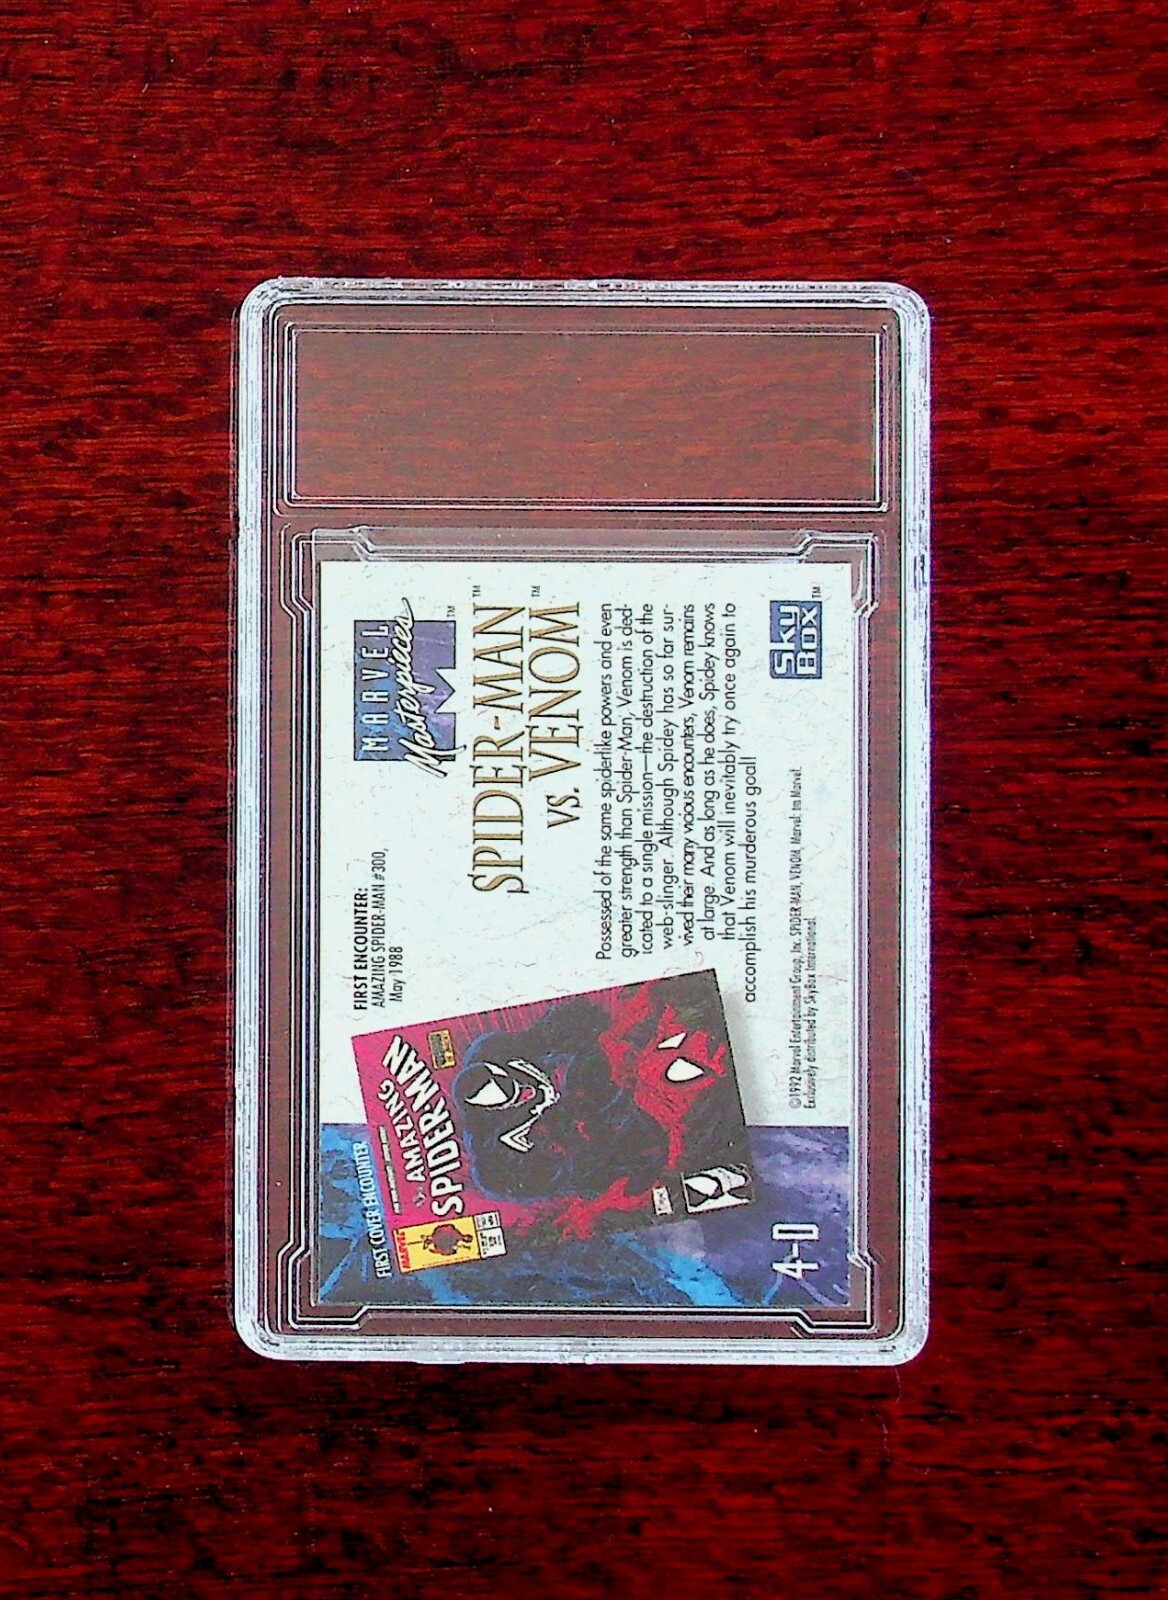 MARVEL
Masterpieces™
FIRST ENCOUNTER:
AMAZING SPIDER-MAN #300,
May 1988
SPIDER-MAN™
vs. VENOM™
Possessed of the same spiderlike powers and even
greater strength than Spider-Man, Venom is ded-
icated to a single mission—the destruction of the
web-slinger. Although Spidey has so far sur-
vived their many vicious encounters, Venom remains
at large. And as long as he does, Spidey knows
that Venom will inevitably try once again to
accomplish his murderous goal!
SkyBox™
©1992 Marvel Entertainment Group, Inc. SPIDER-MAN, VENOM, Marvel: tm Marvel.
Exclusively distributed by SkyBox International.
FIRST COVER ENCOUNTER
MARVEL
AMAZING
SPIDER-MAN
4-D